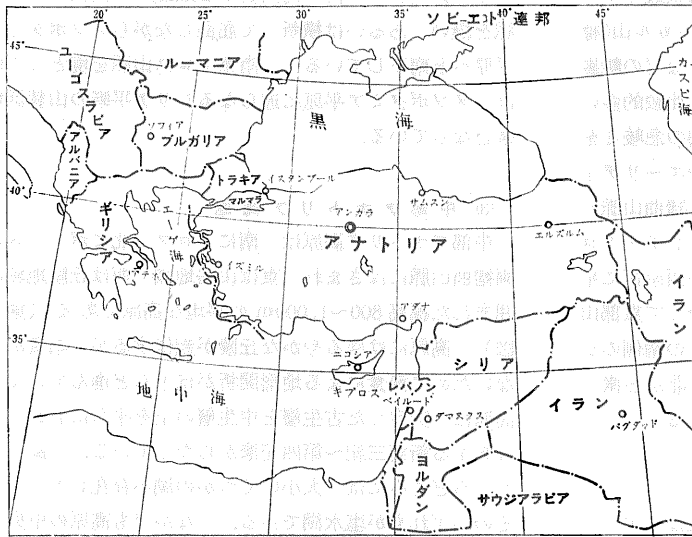 20°
25°
30°
35°
40°
45°
ソビーエト連邦
45°
ユーゴスラビア
ルーマニア
カスピ海
ソフィア
ブルガリア
黒海
アルバニア
トラキア
イスタンブール
マルマラ
サムスン
40°
ギリシア
エーゲ海
アンカラ
アナトリア
エルズルム
アテネ
イズミル
イラン
アダナ
35°
ニコシア
キプロス
シリア
地中海
レバノン
ベイルート
ダマスクス
イラン
バグダッド
ヨルダン
サウジアラビア